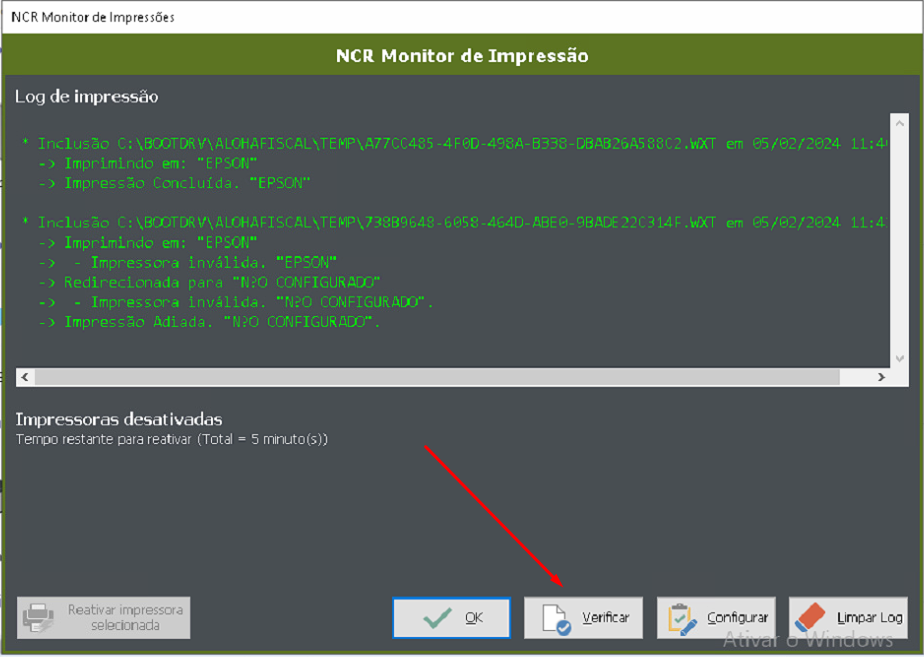 NCR Monitor de Impressões
NCR Monitor de Impressão
Log de impressão
* Inclusão C:\BOOTDRV\ALOHAFISCAL\TEMP\A77CC485-4F0D-498A-B338-DBAB26A588C2.WXT em 05/02/2024 11:4
-> Imprimindo em: "EPSON"
-> Impressão Concluída. "EPSON"
* Inclusão C:\BOOTDRV\ALOHAFISCAL\TEMP\738B9648-6058-464D-ABE0-9BADE22C314F.WXT em 05/02/2024 11:4
-> Imprimindo em: "EPSON"
-> - Impressora inválida. "EPSON"
-> Redirecionada para "N?O CONFIGURADO"
-> - Impressora inválida. "N?O CONFIGURADO".
-> Impressão Adiada. "N?O CONFIGURADO".
Impressoras desativadas
Tempo restante para reativar (Total = 5 minuto(s))
Reativar impressora
selecionada
OK
Verificar
Configurar
Limpar Log
Ativar o Windows